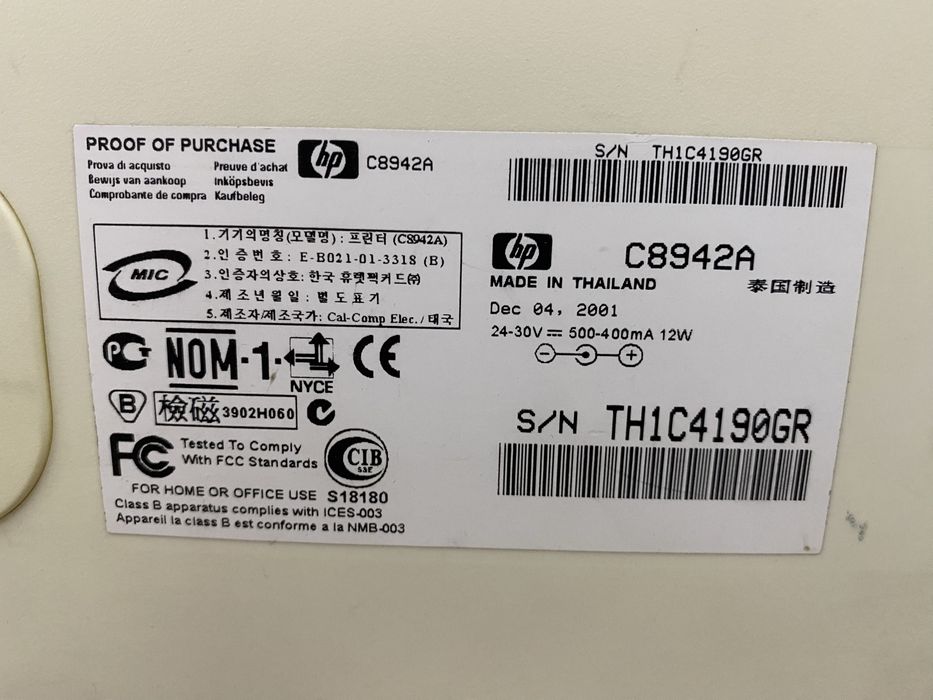 PROOF OF PURCHASE
Prova di acquisto Preuve d'achat
Bewijs van aankoop Inköpsbevis
Comprobante de compra Kaufbeleg
hp C8942A
S/N TH1C4190GR
MIC
1.기기의명칭(모델명) : 프린터 (C8942A)
2.인 증 번 호 : E-B021-01-3318 (B)
3.인증자의상호: 한국 휴렛팩커드㈜
4.제 조 년 월 일 : 별 도 표 기
5.제조자/제조국가: Cal-Comp Elec./태국
hp C8942A
MADE IN THAILAND 泰国制造
Dec 04, 2001
24-30V ⎓ 500-400mA 12W
PCT NOM-1- NYCE CE
B 檢磁 3902H060
FC Tested To Comply
With FCC Standards
CIB
S&E
FOR HOME OR OFFICE USE S18180
Class B apparatus complies with ICES-003
Appareil la class B est conforme a la NMB-003
S/N TH1C4190GR